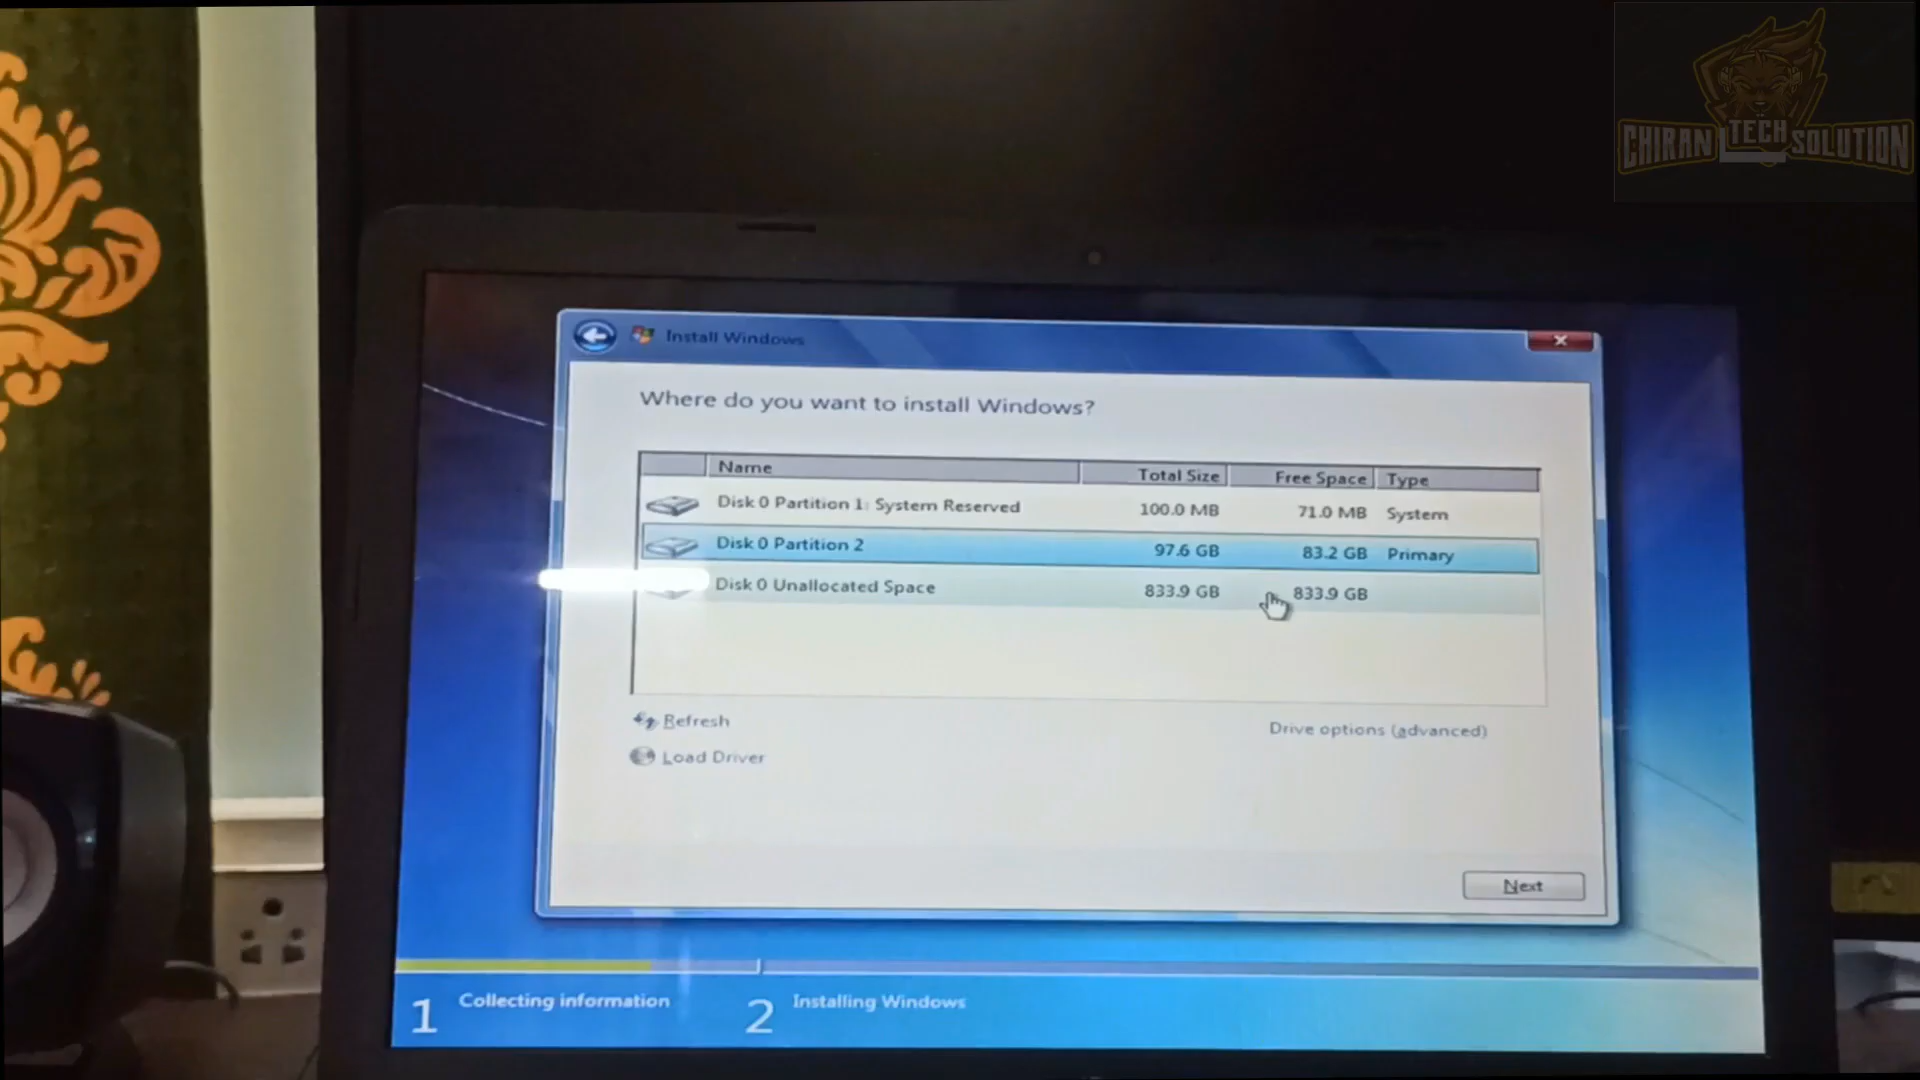 CHIRAN TECH SOLUTION
Install Windows
Where do you want to install Windows?
Name Total Size Free Space Type
Disk 0 Partition 1: System Reserved 100.0 MB 71.0 MB System
Disk 0 Partition 2 97.6 GB 83.2 GB Primary
Disk 0 Unallocated Space 833.9 GB 833.9 GB
Refresh Drive options (advanced)
Load Driver
Next
1 Collecting information 2 Installing Windows